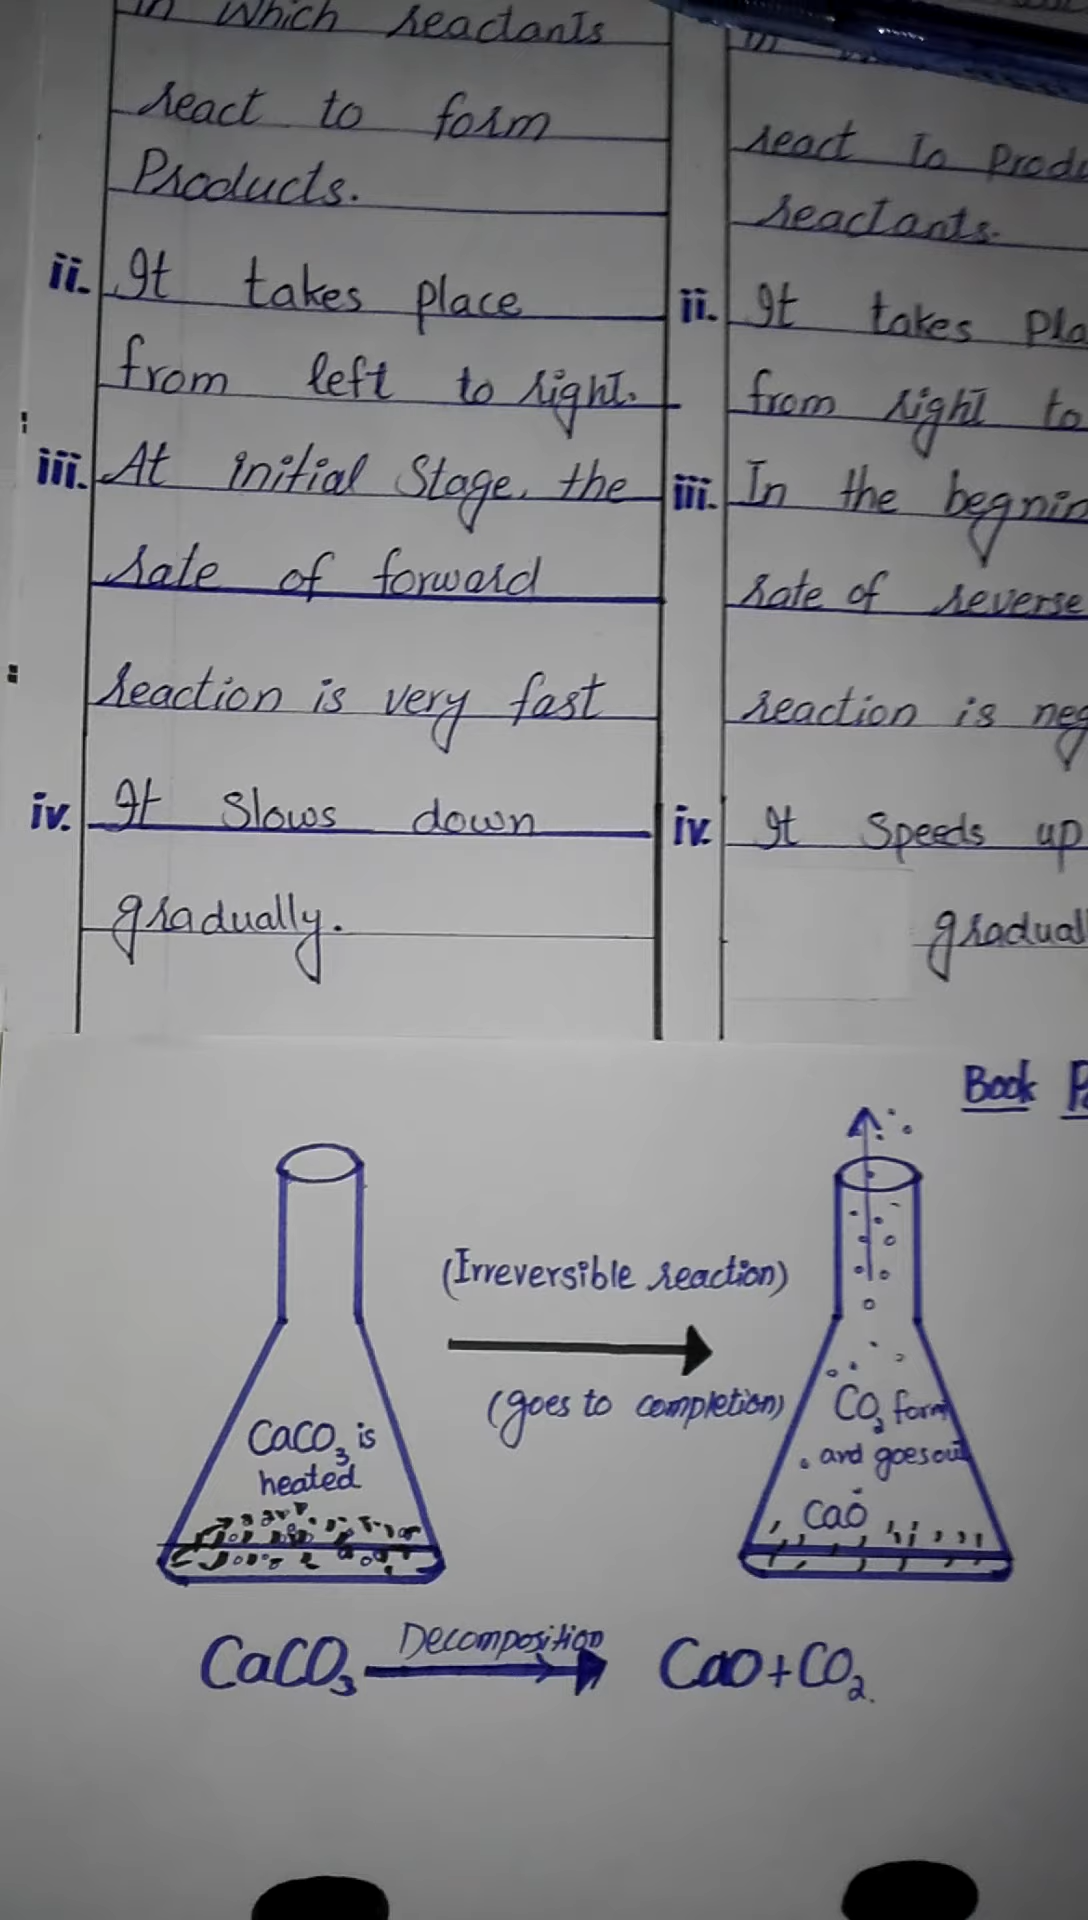 in which reactants
react to form
Products.
ii. It takes place
from left to right.
iii. At initial Stage, the
rate of forward
reaction is very fast
iv. It slows down
gradually.
in
react to
reactants.
ii. It takes
from right to
iii. In the
rate of reverse
reaction is
iv. It Speeds up
Book
(Irreversible reaction)
(goes to completion)
CaCO₃ is
heated
CO₂ form
and goes out
CaO
CaCO₃ Decomposition CaO+CO₂.